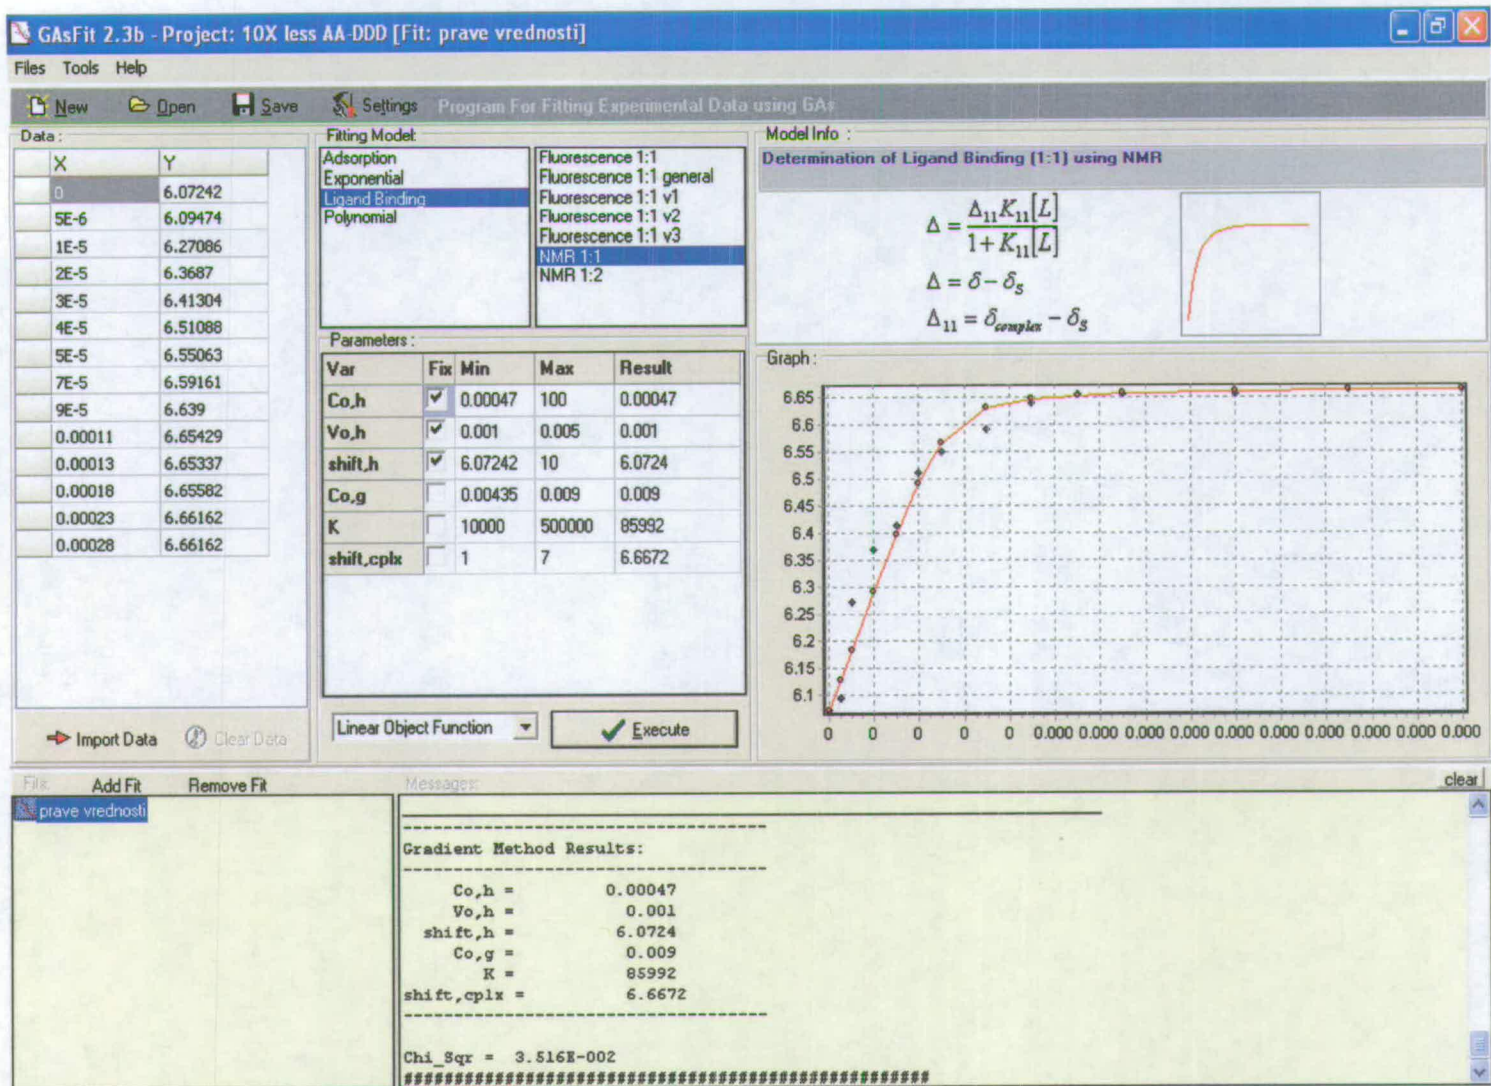 GAsFit 2.3b - Project: 10X less AA-DDD [Fit: prave vrednosti]
Files Tools Help
New Open Save Settings Program For Fitting Experimental Data using GAs
Data :
X Y
0 6.07242
5E-6 6.09474
1E-5 6.27086
2E-5 6.3687
3E-5 6.41304
4E-5 6.51088
5E-5 6.55063
7E-5 6.59161
9E-5 6.639
0.00011 6.65429
0.00013 6.65337
0.00018 6.65582
0.00023 6.66162
0.00028 6.66162
Import Data Clear Data
Fitting Model:
Adsorption
Exponential
Ligand Binding
Polynomial
Fluorescence 1:1
Fluorescence 1:1 general
Fluorescence 1:1 v1
Fluorescence 1:1 v2
Fluorescence 1:1 v3
NMR 1:1
NMR 1:2
Parameters :
Var Fix Min Max Result
Co,h 0.00047 100 0.00047
Vo,h 0.001 0.005 0.001
shift,h 6.07242 10 6.0724
Co,g 0.00435 0.009 0.009
K 10000 500000 85992
shift,cplx 1 7 6.6672
Linear Object Function Execute
Model Info :
Determination of Ligand Binding (1:1) using NMR
Δ = Δ₁₁K₁₁[L] / 1 + K₁₁[L]
Δ = δ − δ_S
Δ₁₁ = δ_complex − δ_S
Graph :
6.65
6.6
6.55
6.5
6.45
6.4
6.35
6.3
6.25
6.2
6.15
6.1
0 0 0 0 0 0.000 0.000 0.000 0.000 0.000 0.000 0.000 0.000 0.000 0.000
Fits: Add Fit Remove Fit
prave vrednosti
Messages: clear
------------------------------------
Gradient Method Results:
------------------------------------
Co,h = 0.00047
Vo,h = 0.001
shift,h = 6.0724
Co,g = 0.009
K = 85992
shift,cplx = 6.6672
------------------------------------
Chi_Sqr = 3.516E-002
####################################################